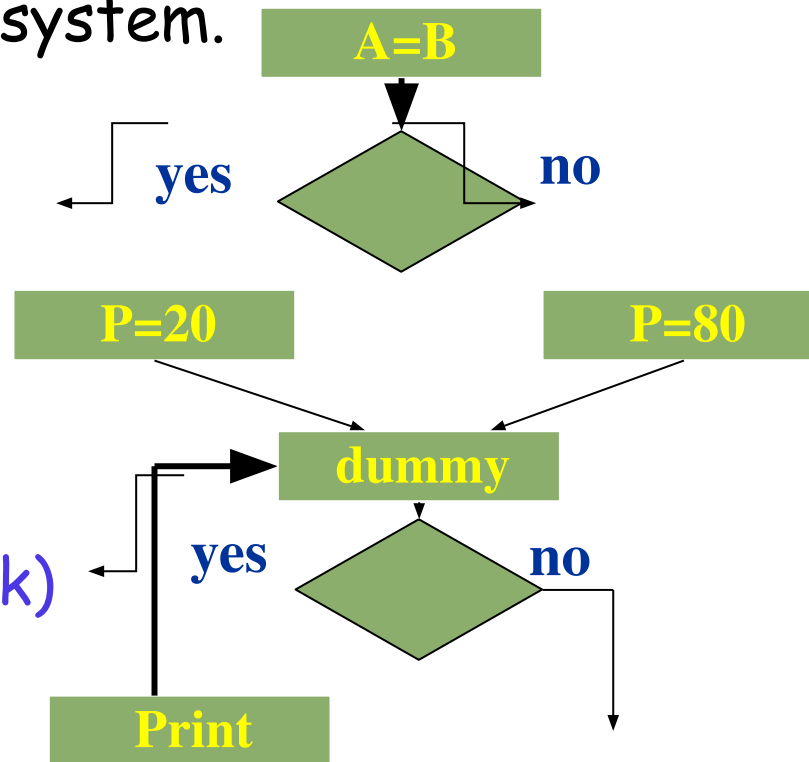 system.
A=B
yes
no
P=20
P=80
dummy
yes
no
k)
Print